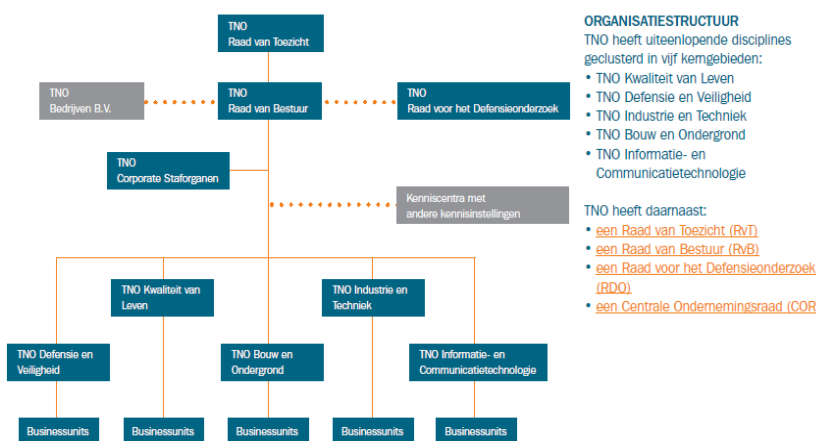 TNO
Raad van Toezicht
TNO
Bedrijven B.V.
TNO
Raad van Bestuur
TNO
Raad voor het Defensieonderzoek
TNO
Corporate Staforganen
Kenniscentra met
andere kennisinstellingen
TNO Kwaliteit van
Leven
TNO Industrie en
Techniek
TNO Defensie en
Veiligheid
TNO Bouw en
Ondergrond
TNO Informatie- en
Communicatietechnologie
Businessunits
Businessunits
Businessunits
Businessunits
Businessunits
ORGANISATIESTRUCTUUR
TNO heeft uiteenlopende disciplines
geclusterd in vijf kerngebieden:
• TNO Kwaliteit van Leven
• TNO Defensie en Veiligheid
• TNO Industrie en Techniek
• TNO Bouw en Ondergrond
• TNO Informatie- en
Communicatietechnologie
TNO heeft daarnaast:
• een Raad van Toezicht (RvT)
• een Raad van Bestuur (RvB)
• een Raad voor het Defensieonderzoek
(RDO)
• een Centrale Ondernemingsraad (COR